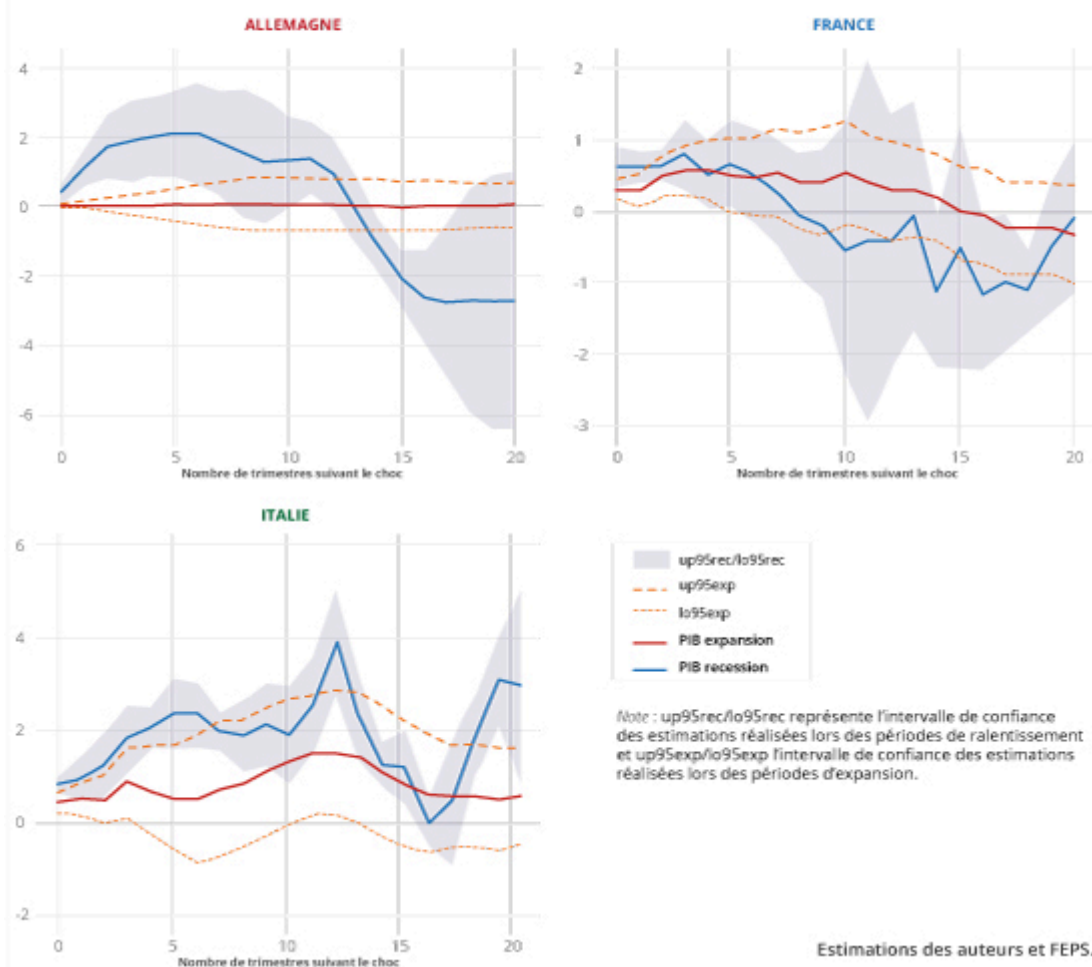 ALLEMAGNE
4
2
0
-2
-4
-6
0 5 10 15 20
Nombre de trimestres suivant le choc
FRANCE
2
1
0
-1
-2
-3
0 5 10 15 20
Nombre de trimestres suivant le choc
ITALIE
6
4
2
0
-2
0 5 10 15 20
Nombre de trimestres suivant le choc
up95rec/lo95rec
up95exp
lo95exp
PIB expansion
PIB recession
Note : up95rec/lo95rec représente l'intervalle de confiance
des estimations réalisées lors des périodes de ralentissement
et up95exp/lo95exp l'intervalle de confiance des estimations
réalisées lors des périodes d'expansion.
Estimations des auteurs et FEPS.